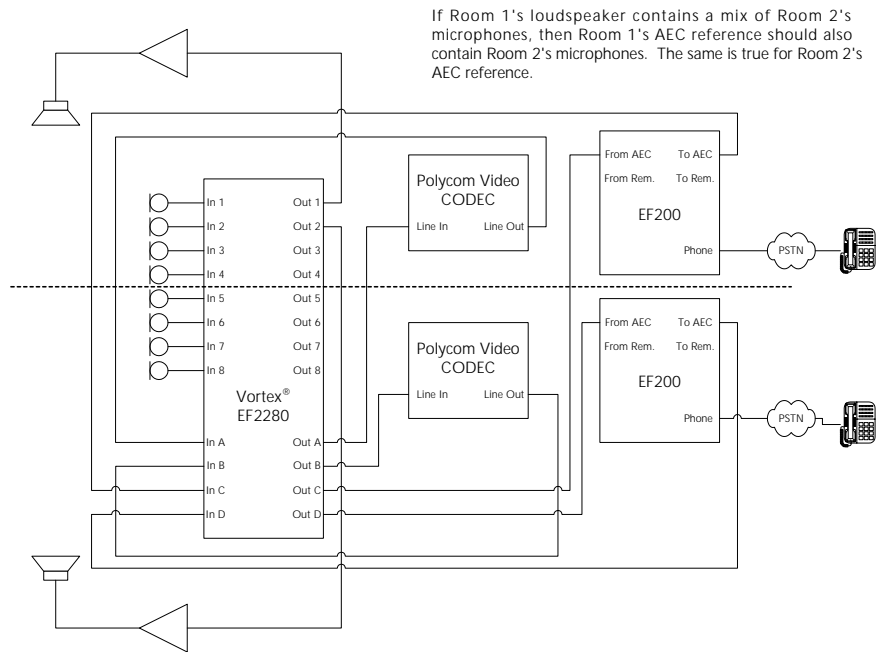 If Room 1's loudspeaker contains a mix of Room 2's
microphones, then Room 1's AEC reference should also
contain Room 2's microphones. The same is true for Room 2's
AEC reference.
Polycom Video
CODEC
Line In Line Out
From AEC To AEC
From Rem. To Rem.
EF200
Phone
PSTN
In 1 Out 1
In 2 Out 2
In 3 Out 3
In 4 Out 4
In 5 Out 5
In 6 Out 6
In 7 Out 7
In 8 Out 8
Vortex®
EF2280
In A Out A
In B Out B
In C Out C
In D Out D
Polycom Video
CODEC
Line In Line Out
From AEC To AEC
From Rem. To Rem.
EF200
Phone
PSTN